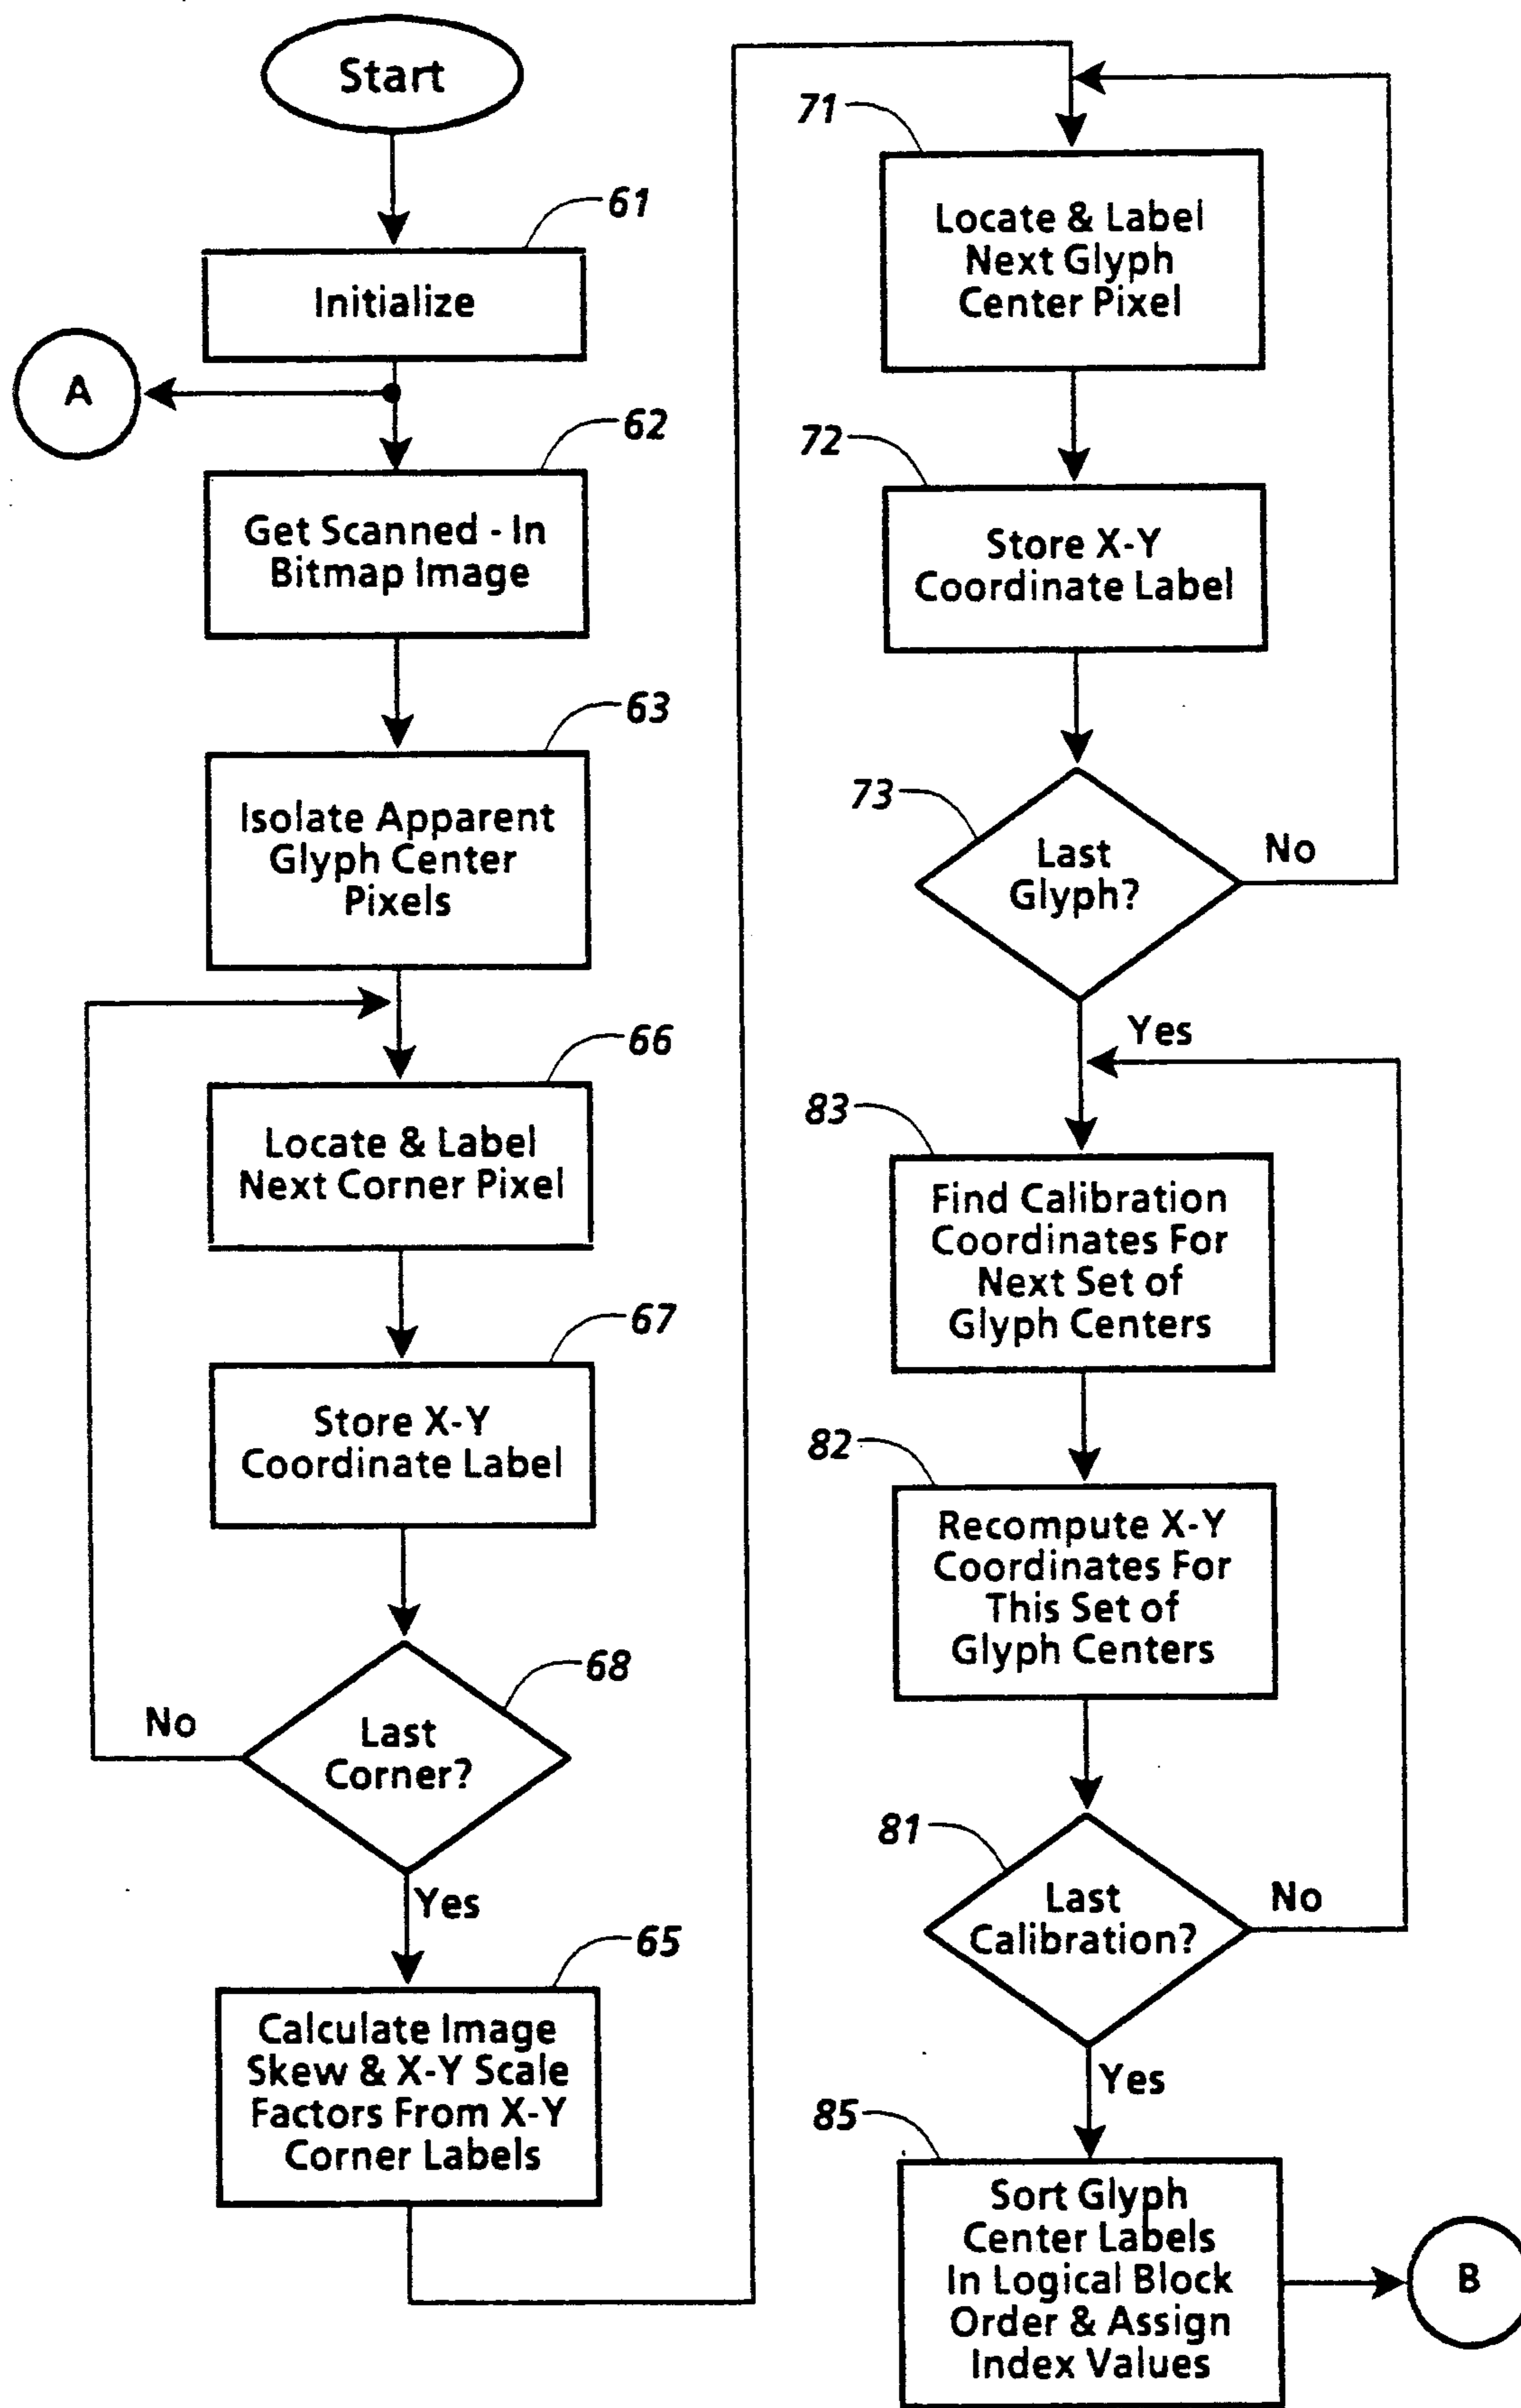 Start
61
Initialize
A
62
Get Scanned - In
Bitmap Image
63
Isolate Apparent
Glyph Center
Pixels
66
Locate & Label
Next Corner Pixel
67
Store X-Y
Coordinate Label
68
Last
Corner?
No
Yes
65
Calculate Image
Skew & X-Y Scale
Factors From X-Y
Corner Labels
71
Locate & Label
Next Glyph
Center Pixel
72
Store X-Y
Coordinate Label
73
Last
Glyph?
No
Yes
83
Find Calibration
Coordinates For
Next Set of
Glyph Centers
82
Recompute X-Y
Coordinates For
This Set of
Glyph Centers
81
Last
Calibration?
No
Yes
85
Sort Glyph
Center Labels
In Logical Block
Order & Assign
Index Values
B